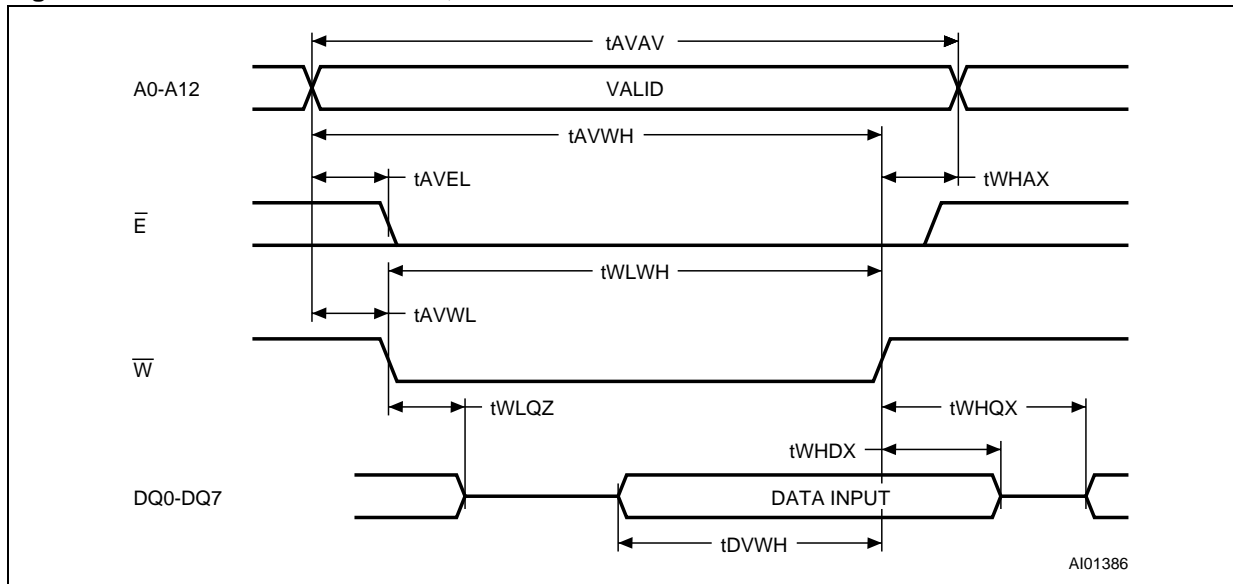 tAVAV
A0-A12
VALID
tAVWH
tAVEL
tWHAX
E̅
tWLWH
tAVWL
W̅
tWLQZ
tWHQX
tWHDX
DQ0-DQ7
DATA INPUT
tDVWH
AI01386